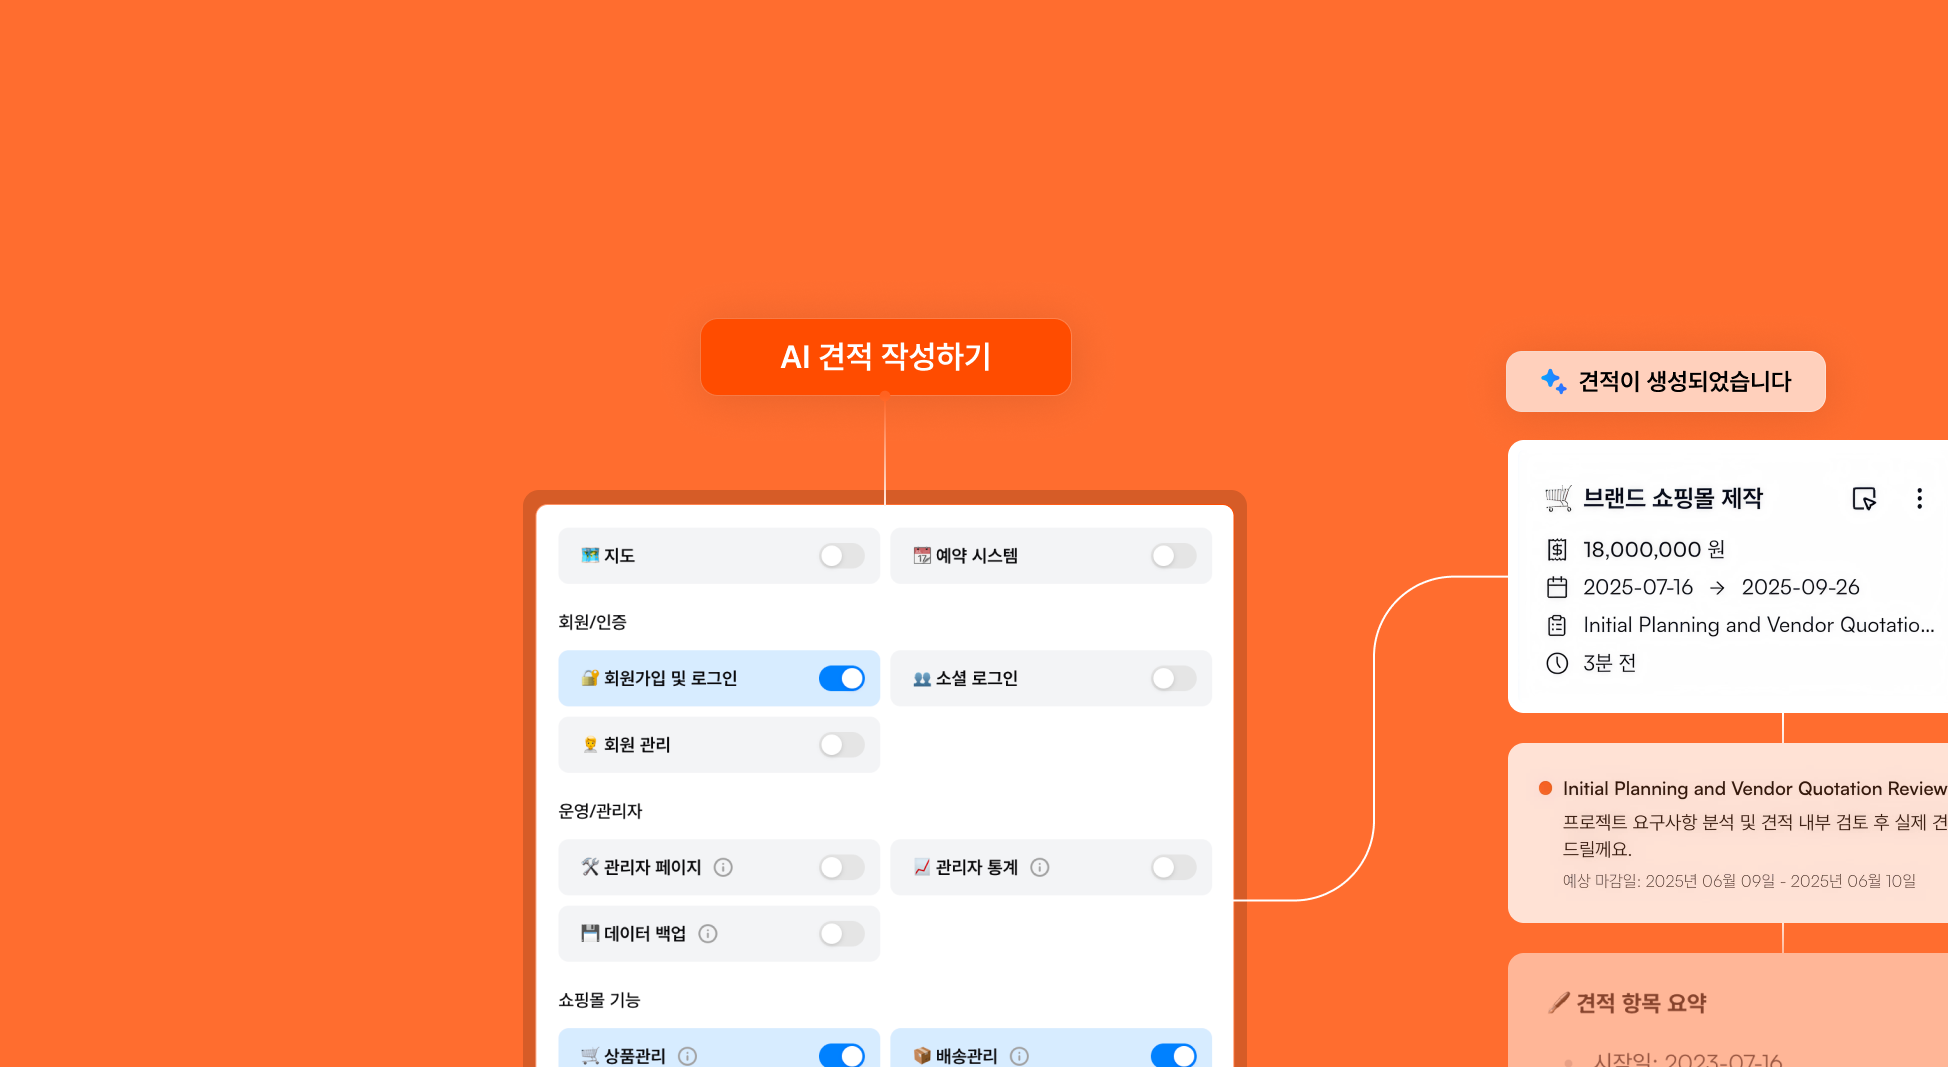 AI 견적 작성하기
지도
예약 시스템
회원/인증
회원가입 및 로그인
소셜 로그인
회원 관리
운영/관리자
관리자 페이지
관리자 통계
데이터 백업
쇼핑몰 기능
상품관리
배송관리
견적이 생성되었습니다
브랜드 쇼핑몰 제작
18,000,000 원
2025-07-16 → 2025-09-26
Initial Planning and Vendor Quotatio...
3분 전
Initial Planning and Vendor Quotation Review
프로젝트 요구사항 분석 및 견적 내부 검토 후 실제 견
드릴께요.
예상 마감일: 2025년 06월 09일 - 2025년 06월 10일
견적 항목 요약
시작일: 2023-07-16